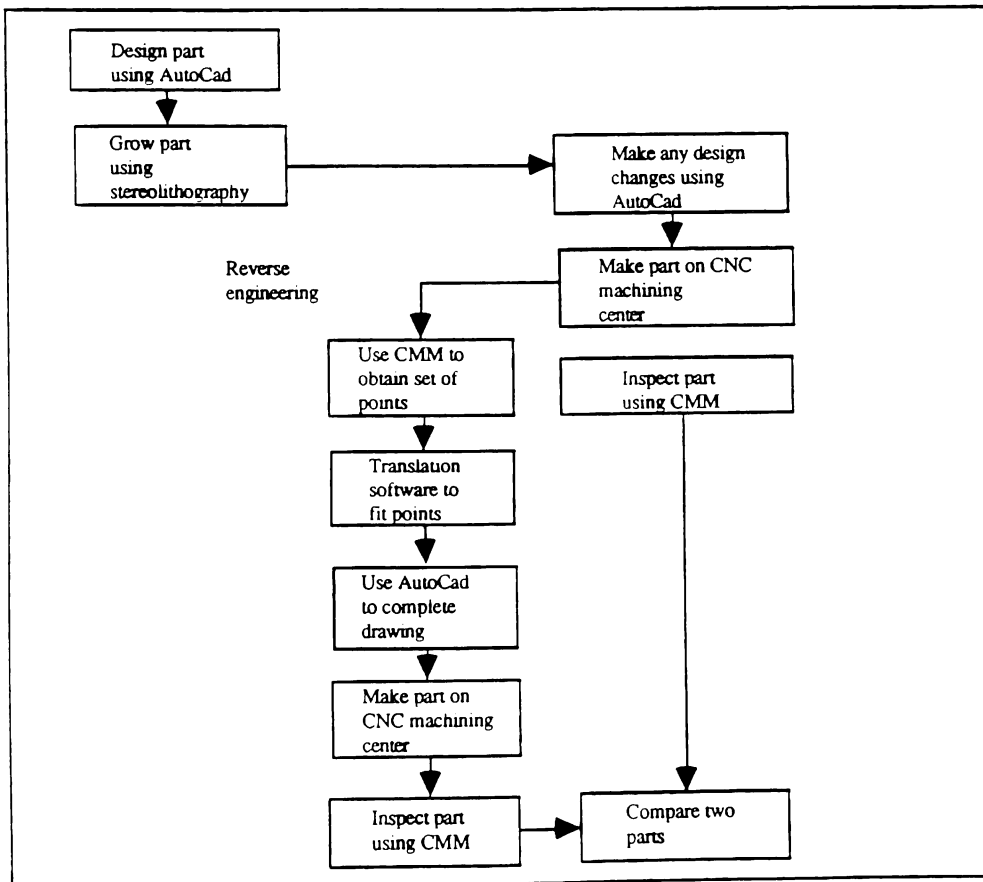 Design part
using AutoCad
Grow part
using
stereolithography
Make any design
changes using
AutoCad
Reverse
engineering
Make part on CNC
machining
center
Use CMM to
obtain set of
points
Inspect part
using CMM
Translation
software to
fit points
Use AutoCad
to complete
drawing
Make part on
CNC machining
center
Inspect part
using CMM
Compare two
parts